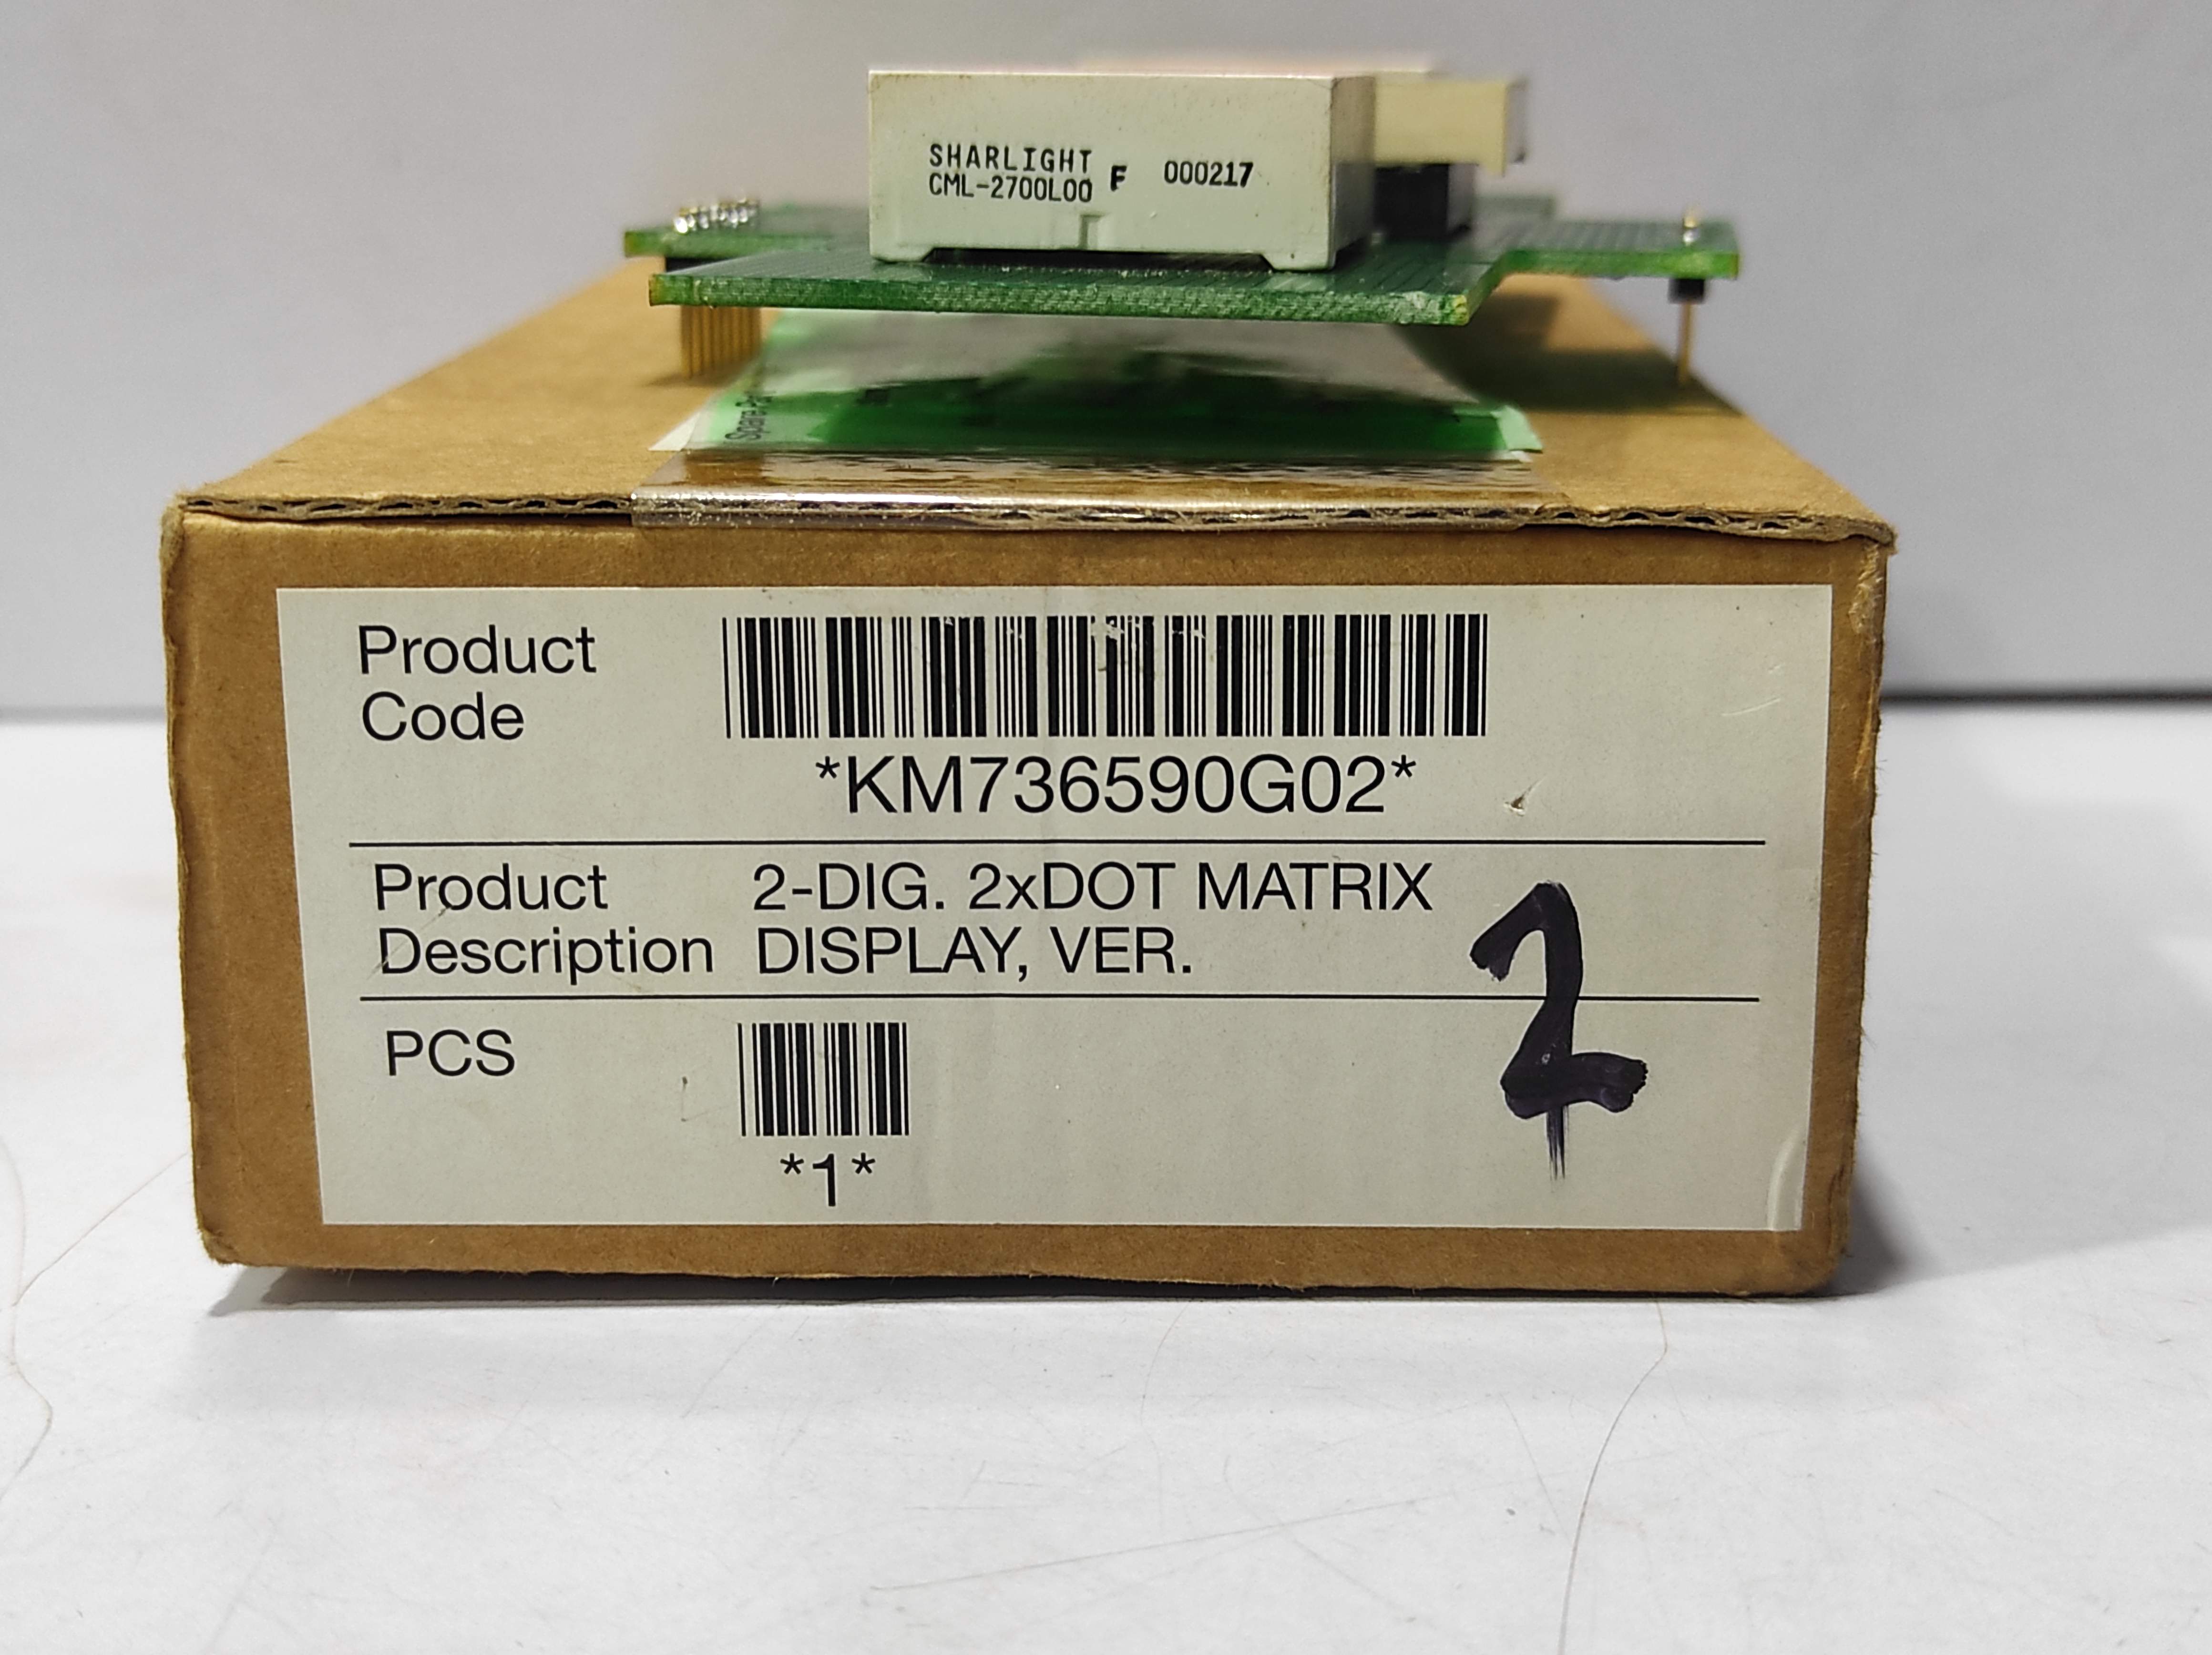 SHARLIGHT
CML-2700L00 F 000217
Product
Code
*KM736590G02*
Product
Description
2-DIG. 2xDOT MATRIX
DISPLAY, VER.
PCS
*1*
2